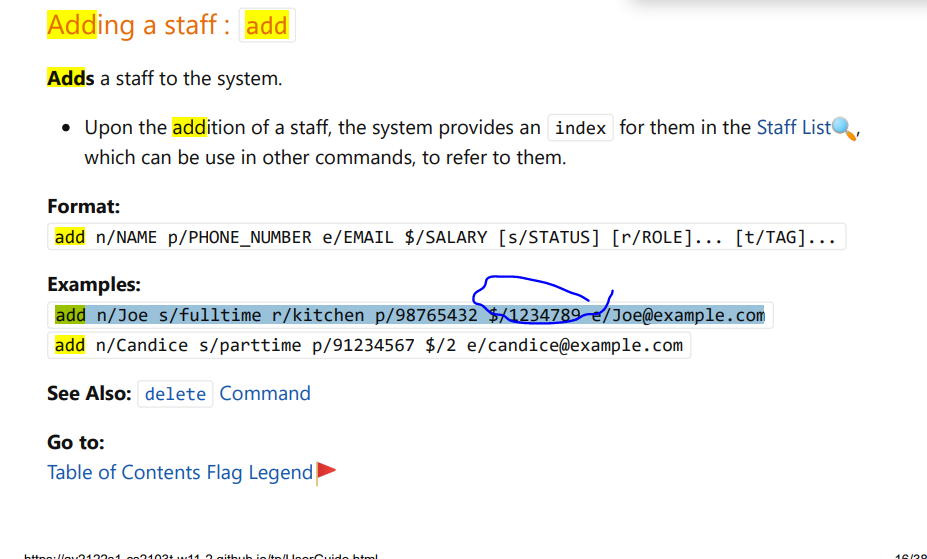 Adding a staff : add
Adds a staff to the system.
• Upon the addition of a staff, the system provides an index for them in the Staff List🔍,
which can be use in other commands, to refer to them.
Format:
add n/NAME p/PHONE_NUMBER e/EMAIL $/SALARY [s/STATUS] [r/ROLE]... [t/TAG]...
Examples:
add n/Joe s/fulltime r/kitchen p/98765432 $/1234789 e/Joe@example.com
add n/Candice s/parttime p/91234567 $/2 e/candice@example.com
See Also: delete Command
Go to:
Table of Contents Flag Legend🚩
16/38